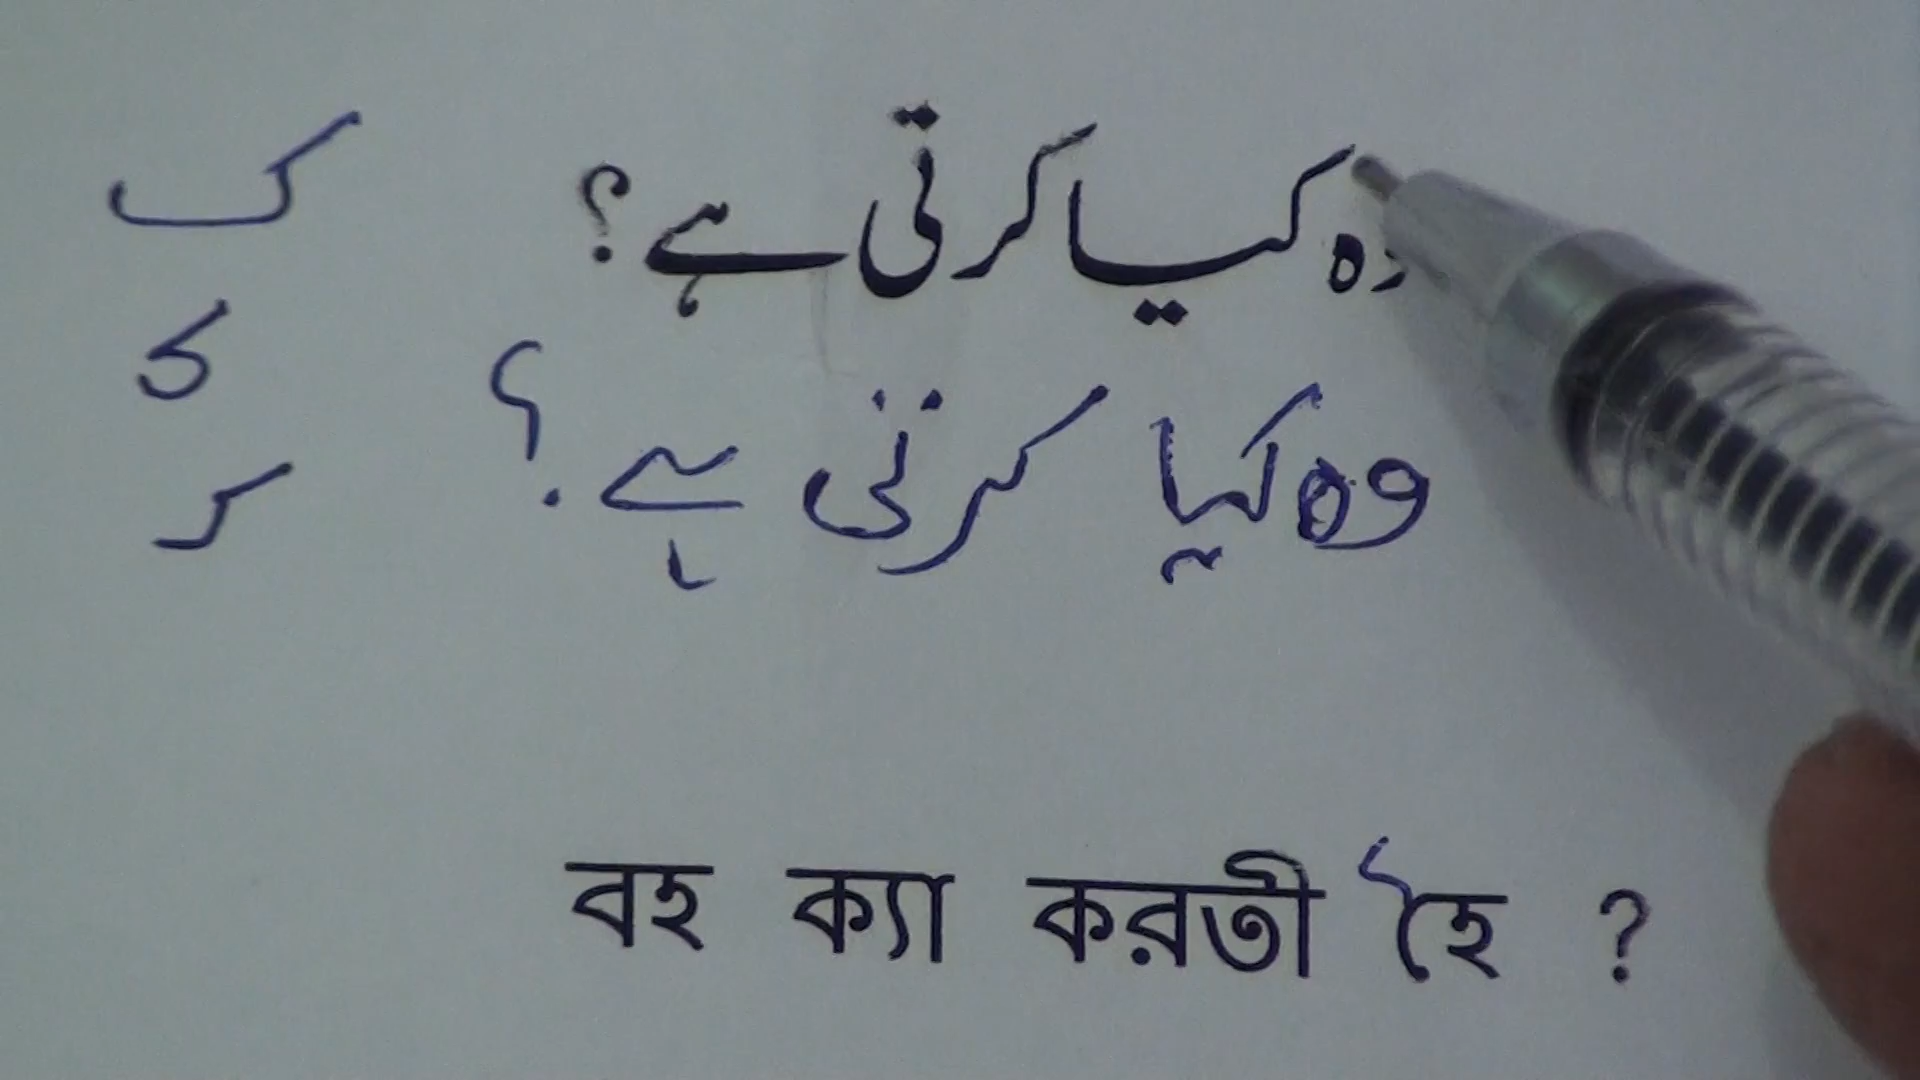 وہ کیا کرتی ہے؟
وہ کیا کرتی ہے؟
ک
ک
ک
বহ ক্যা করতী হৈ ?